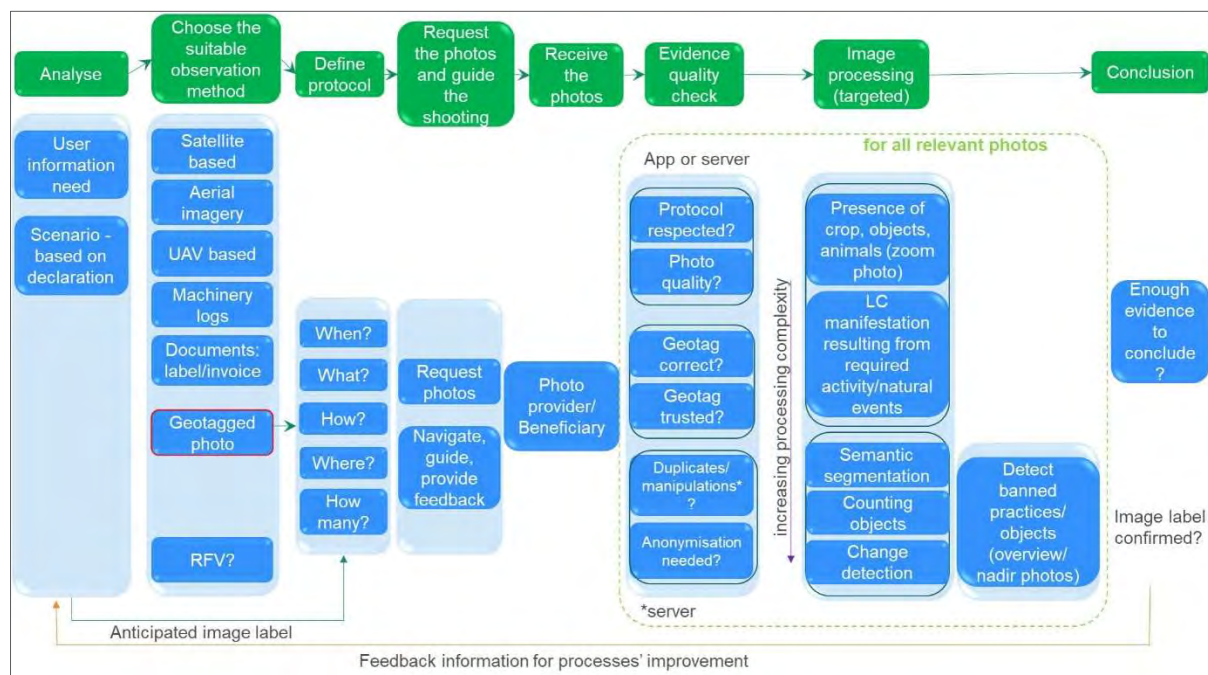 Analyse
Choose the
suitable
observation
method
Define
protocol
Request
the photos
and guide
the
shooting
Receive
the
photos
Evidence
quality
check
Image
processing
(targeted)
Conclusion
User
information
need
Scenario -
based on
declaration
Satellite
based
Aerial
imagery
UAV based
Machinery
logs
Documents:
label/invoice
Geotagged
photo
RFV?
When?
What?
How?
Where?
How
many?
Request
photos
Navigate,
guide,
provide
feedback
Photo
provider/
Beneficiary
for all relevant photos
App or server
Protocol
respected?
Photo
quality?
Geotag
correct?
Geotag
trusted?
Duplicates/
manipulations*
?
Anonymisation
needed?
*server
increasing processing complexity
Presence of
crop, objects,
animals (zoom
photo)
LC
manifestation
resulting from
required
activity/natural
events
Semantic
segmentation
Counting
objects
Change
detection
Detect
banned
practices/
objects
(overview/
nadir photos)
Enough
evidence
to
conclude
?
Image label
confirmed?
Anticipated image label
Feedback information for processes' improvement